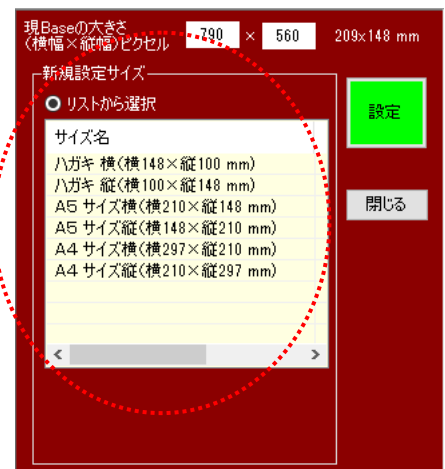 現Baseの大きさ
(横幅×縦幅)ピクセル 790 × 560 209x148 mm
新規設定サイズ
リストから選択
設定
サイズ名
ハガキ 横(横148×縦100 mm)
ハガキ 縦(横100×縦148 mm)
A5 サイズ横(横210×縦148 mm)
閉じる
A5 サイズ縦(横148×縦210 mm)
A4 サイズ横(横297×縦210 mm)
A4 サイズ縦(横210×縦297 mm)